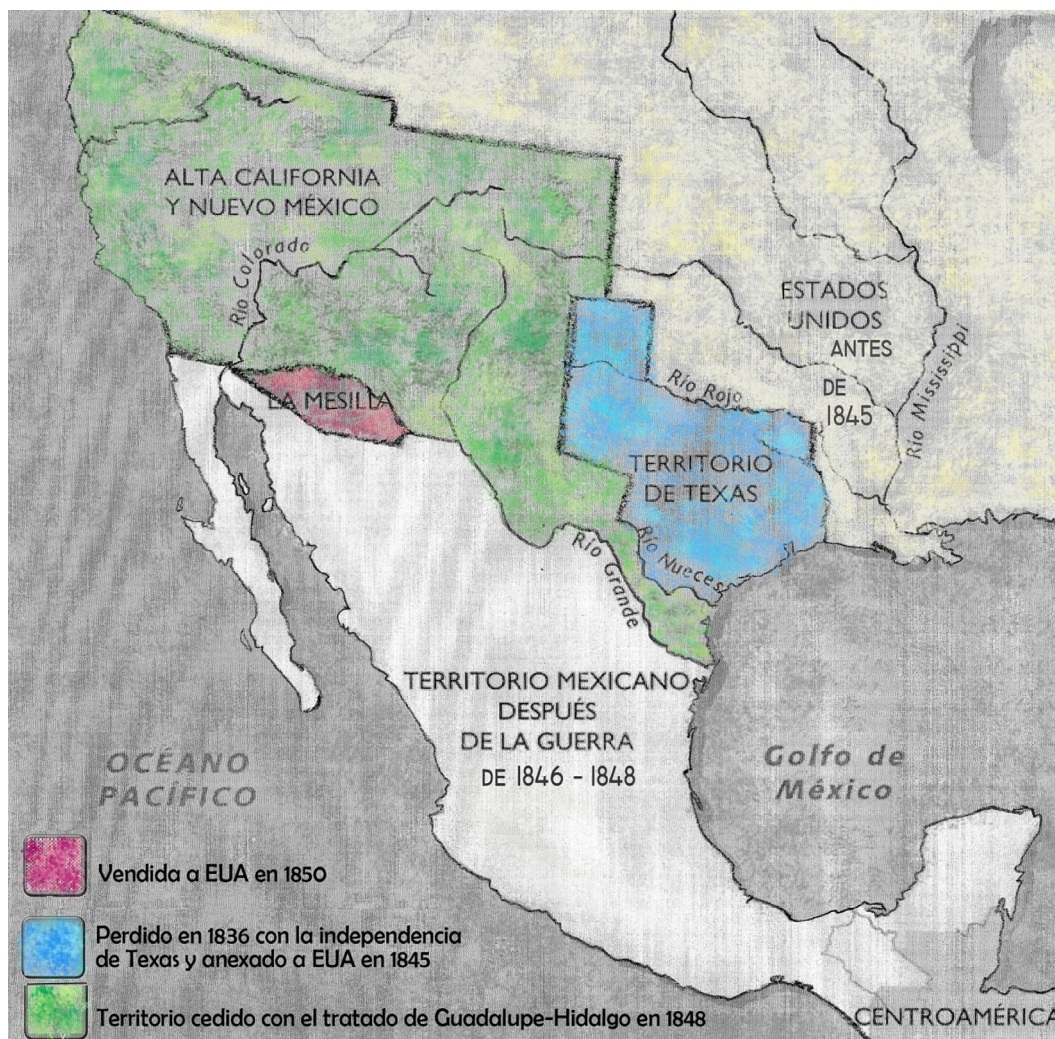 ALTA CALIFORNIA
Y NUEVO MÉXICO
Río Colorado
ESTADOS
UNIDOS
ANTES
DE
1845
Río Mississippi
LA MESILLA
Río Rojo
TERRITORIO
DE TEXAS
Río Nueces
Río Grande
TERRITORIO MEXICANO
DESPUÉS
DE LA GUERRA
DE 1846 - 1848
OCÉANO
PACÍFICO
Golfo de
México
Vendida a EUA en 1850
Perdido en 1836 con la independencia
de Texas y anexado a EUA en 1845
Territorio cedido con el tratado de Guadalupe-Hidalgo en 1848
CENTROAMÉRICA